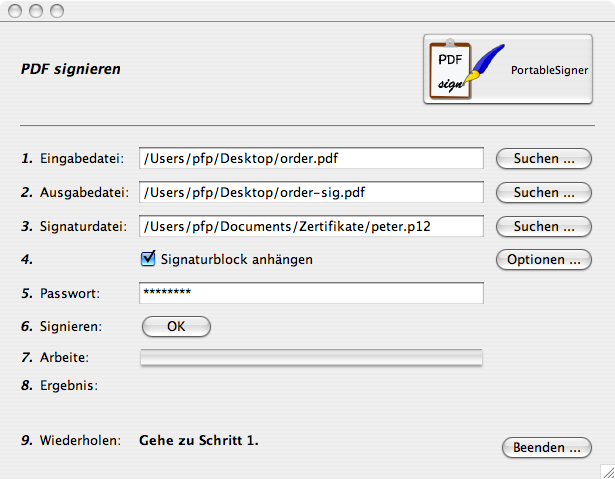 PDF signieren
PDF
sign
PortableSigner
1. Eingabedatei: /Users/pfp/Desktop/order.pdf Suchen ...
2. Ausgabedatei: /Users/pfp/Desktop/order-sig.pdf Suchen ...
3. Signaturdatei: /Users/pfp/Documents/Zertifikate/peter.p12 Suchen ...
4. Signaturblock anhängen Optionen ...
5. Passwort: ********
6. Signieren: OK
7. Arbeite:
8. Ergebnis:
9. Wiederholen: Gehe zu Schritt 1. Beenden ...